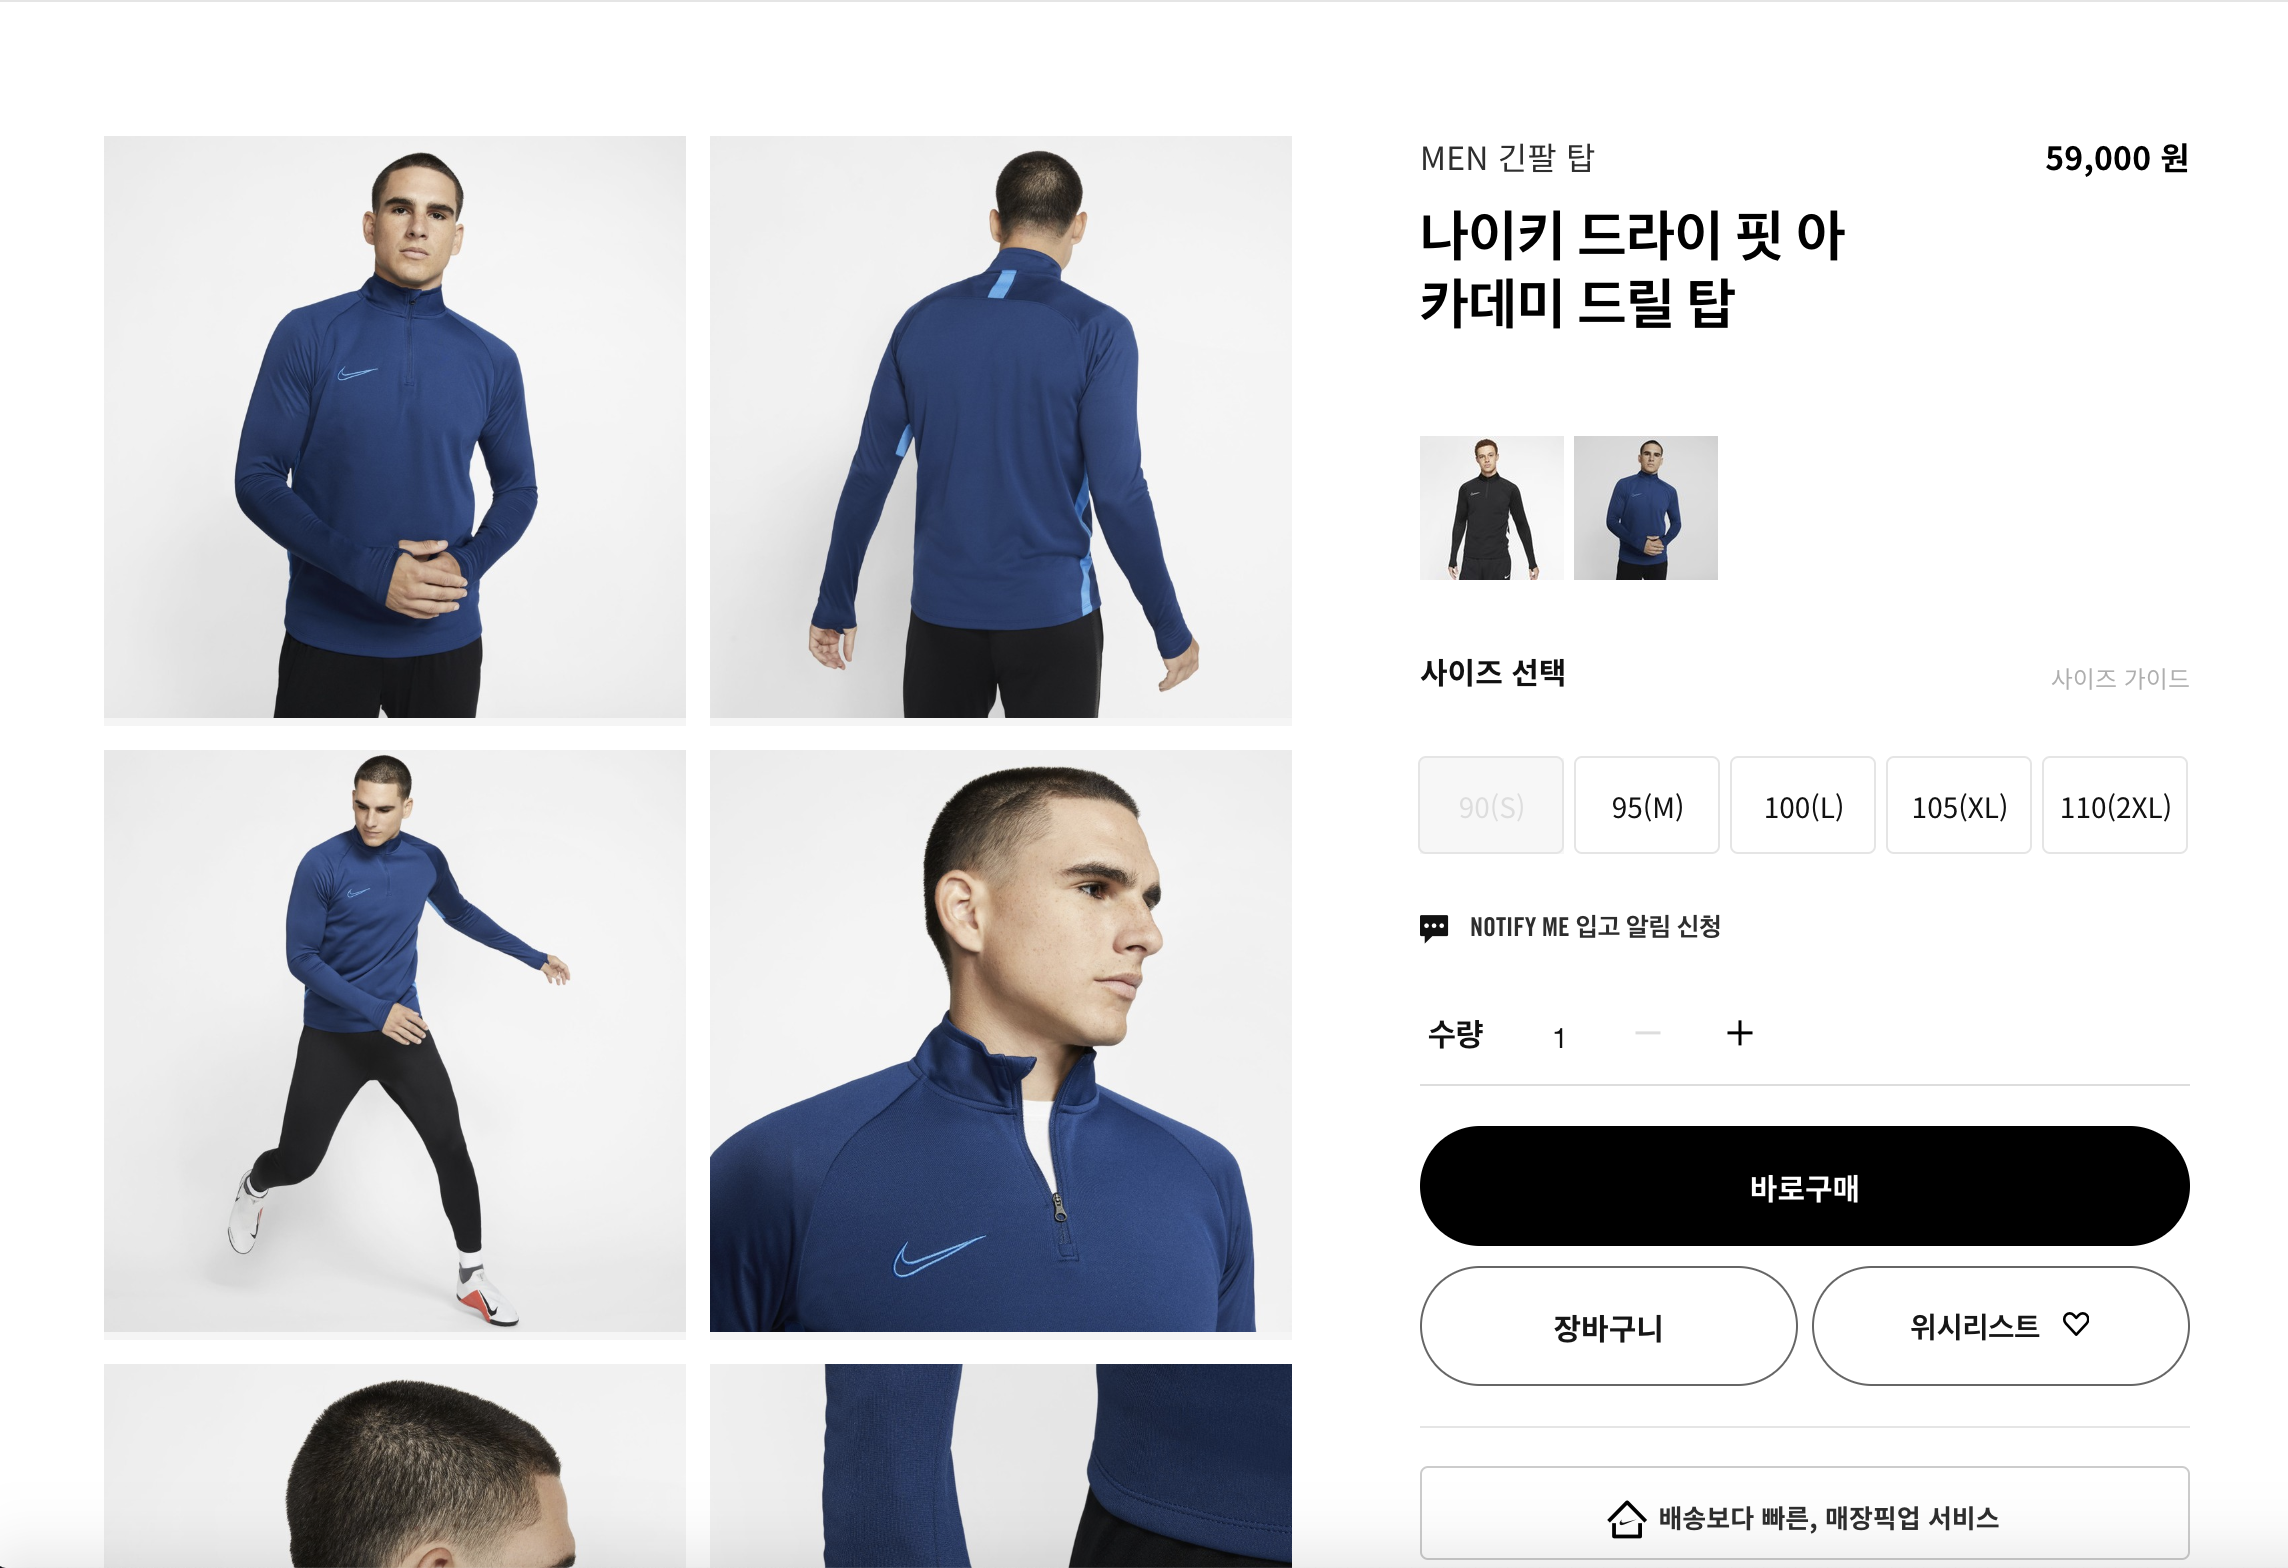 MEN 긴팔 탑
59,000 원
나이키 드라이 핏 아
카데미 드릴 탑
사이즈 선택
사이즈 가이드
90(S)
95(M)
100(L)
105(XL)
110(2XL)
NOTIFY ME 입고 알림 신청
수량 1 − +
바로구매
장바구니
위시리스트
배송보다 빠른, 매장픽업 서비스